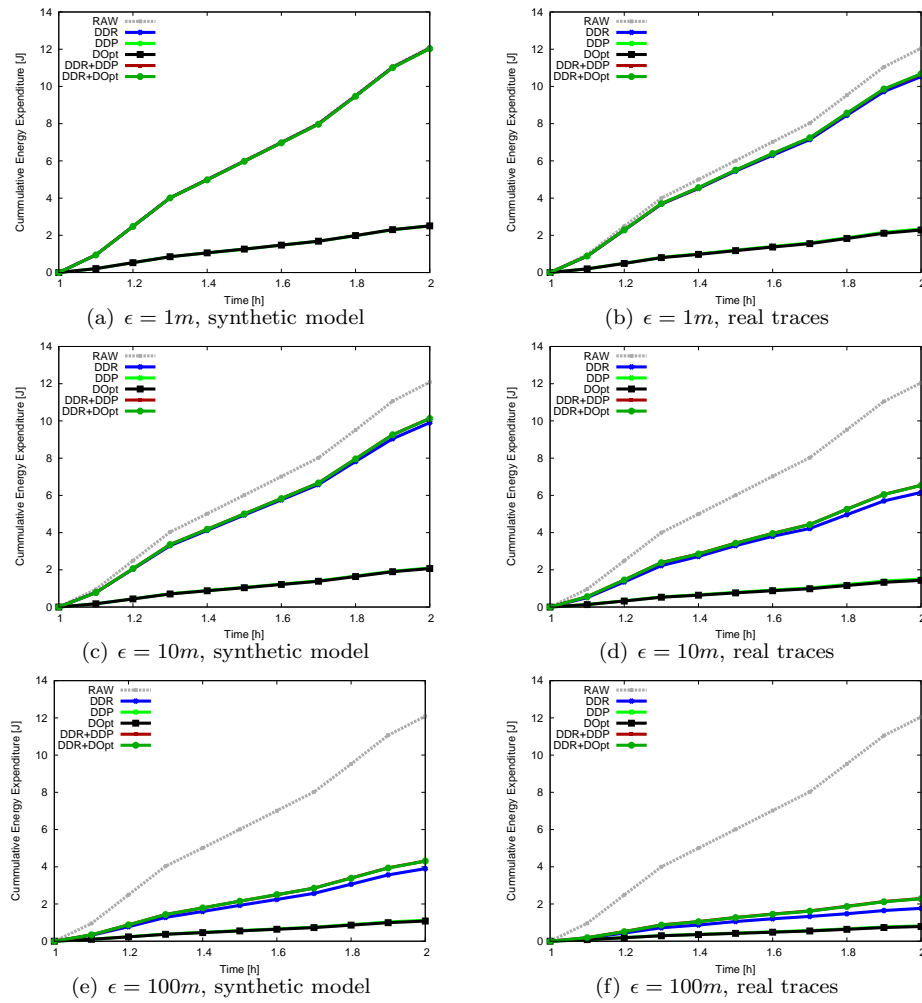 Cummulative Energy Expenditure [J]
14
12
10
8
6
4
2
0
RAW
DDR
DDP
DOpt
DDR+DDP
DDR+DOpt
1 1.2 1.4 1.6 1.8 2
Time [h]
(a) ϵ = 1m, synthetic model
Cummulative Energy Expenditure [J]
14
12
10
8
6
4
2
0
RAW
DDR
DDP
DOpt
DDR+DDP
DDR+DOpt
1 1.2 1.4 1.6 1.8 2
Time [h]
(b) ϵ = 1m, real traces
Cummulative Energy Expenditure [J]
14
12
10
8
6
4
2
0
RAW
DDR
DDP
DOpt
DDR+DDP
DDR+DOpt
1 1.2 1.4 1.6 1.8 2
Time [h]
(c) ϵ = 10m, synthetic model
Cummulative Energy Expenditure [J]
14
12
10
8
6
4
2
0
RAW
DDR
DDP
DOpt
DDR+DDP
DDR+DOpt
1 1.2 1.4 1.6 1.8 2
Time [h]
(d) ϵ = 10m, real traces
Cummulative Energy Expenditure [J]
14
12
10
8
6
4
2
0
RAW
DDR
DDP
DOpt
DDR+DDP
DDR+DOpt
1 1.2 1.4 1.6 1.8 2
Time [h]
(e) ϵ = 100m, synthetic model
Cummulative Energy Expenditure [J]
14
12
10
8
6
4
2
0
RAW
DDR
DDP
DOpt
DDR+DDP
DDR+DOpt
1 1.2 1.4 1.6 1.8 2
Time [h]
(f) ϵ = 100m, real traces